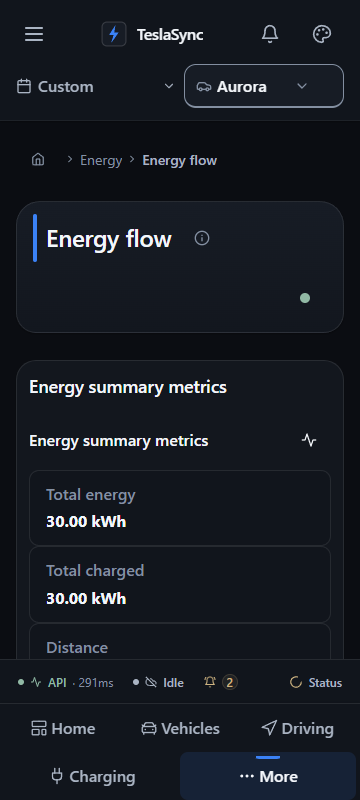 TeslaSync
Custom
Aurora
Energy
Energy flow
Energy flow
Energy summary metrics
Energy summary metrics
Total energy
30.00 kWh
Total charged
30.00 kWh
Distance
API · 291ms
Idle
2
Status
Home
Vehicles
Driving
Charging
More